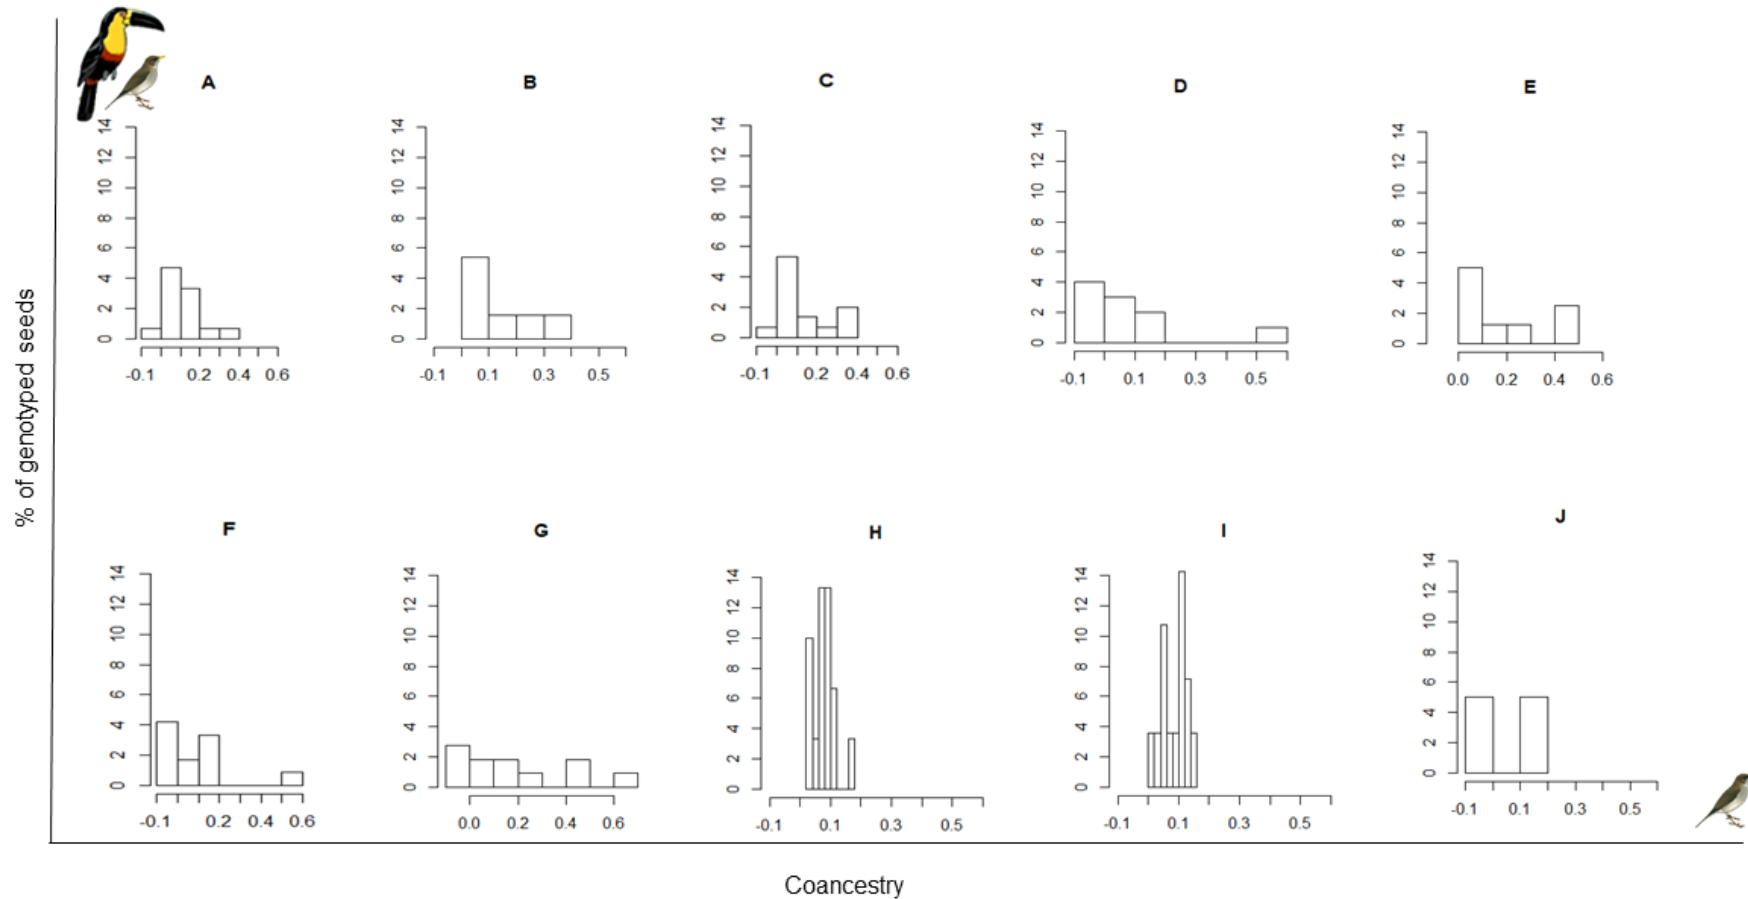 A B C D E
14 14 14 14 14
12 12 12 12 12
10 10 10 10 10
8 8 8 8 8
6 6 6 6 6
4 4 4 4 4
2 2 2 2 2
0 0 0 0 0
-0.1 0.2 0.4 0.6 -0.1 0.1 0.3 0.5 -0.1 0.2 0.4 0.6 -0.1 0.1 0.3 0.5 0.0 0.2 0.4 0.6
% of genotyped seeds
F G H I J
14 14 14 14 14
12 12 12 12 12
10 10 10 10 10
8 8 8 8 8
6 6 6 6 6
4 4 4 4 4
2 2 2 2 2
0 0 0 0 0
-0.1 0.2 0.4 0.6 0.0 0.2 0.4 0.6 -0.1 0.1 0.3 0.5 -0.1 0.1 0.3 0.5 -0.1 0.1 0.3 0.5
Coancestry